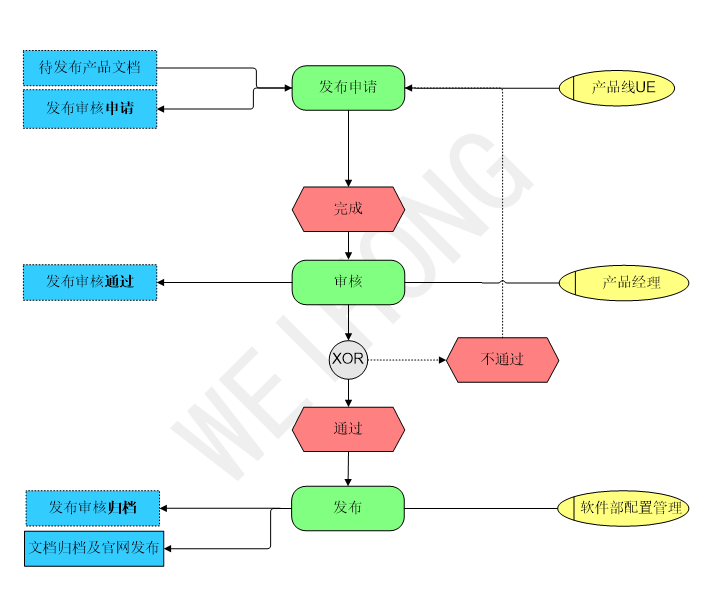 待发布产品文档
发布审核申请
发布申请
产品线UE
完成
发布审核通过
审核
产品经理
XOR
不通过
通过
发布审核归档
发布
软件部配置管理
文档归档及官网发布
WEI HONG